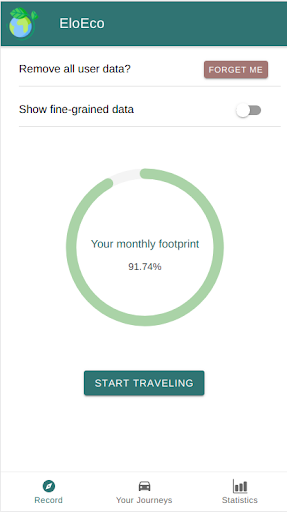 EloEco
Remove all user data?
FORGET ME
Show fine-grained data
Your monthly footprint
91.74%
START TRAVELING
Record
Your Journeys
Statistics